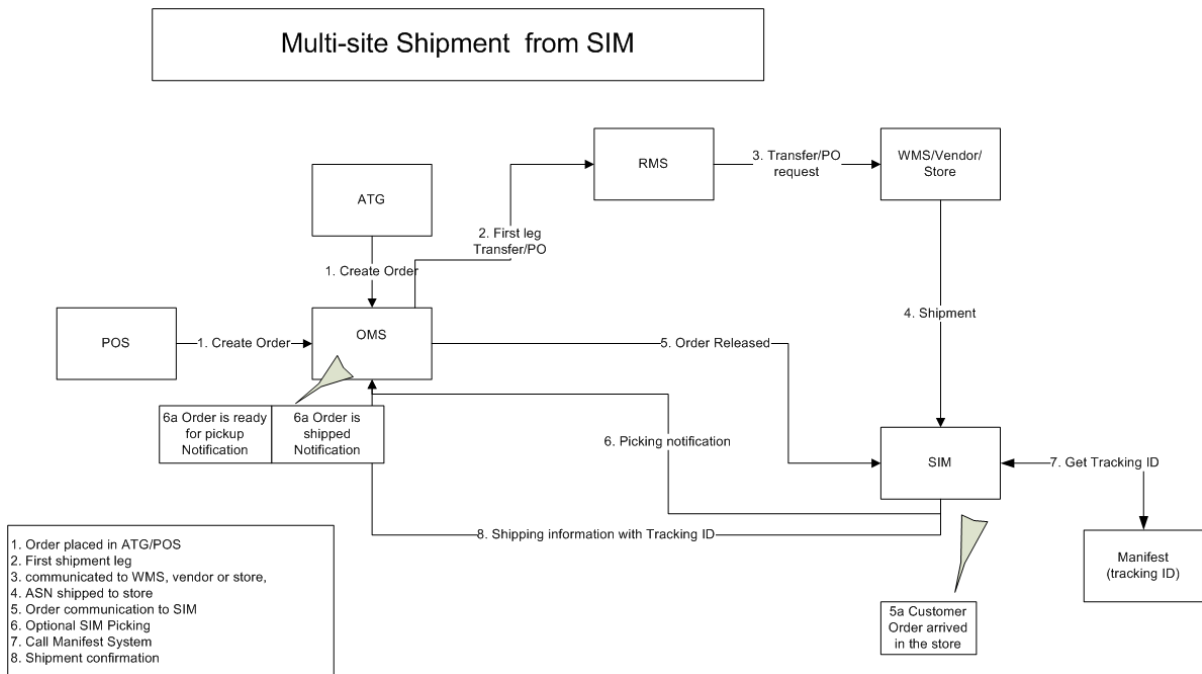 Multi-site Shipment  from SIM
RMS
3. Transfer/PO
request
WMS/Vendor/
Store
ATG
2. First leg
Transfer/PO
1. Create Order
4. Shipment
POS
1. Create Order
OMS
5. Order Released
6a Order is ready
for pickup
Notification
6a Order is
shipped
Notification
6. Picking notification
SIM
7. Get Tracking ID
8. Shipping information with Tracking ID
Manifest
(tracking ID)
1. Order placed in ATG/POS
2. First shipment leg
3. communicated to WMS, vendor or store,
4. ASN shipped to store
5. Order communication to SIM
6. Optional SIM Picking
7. Call Manifest System
8. Shipment confirmation
5a Customer
Order arrived
in the store